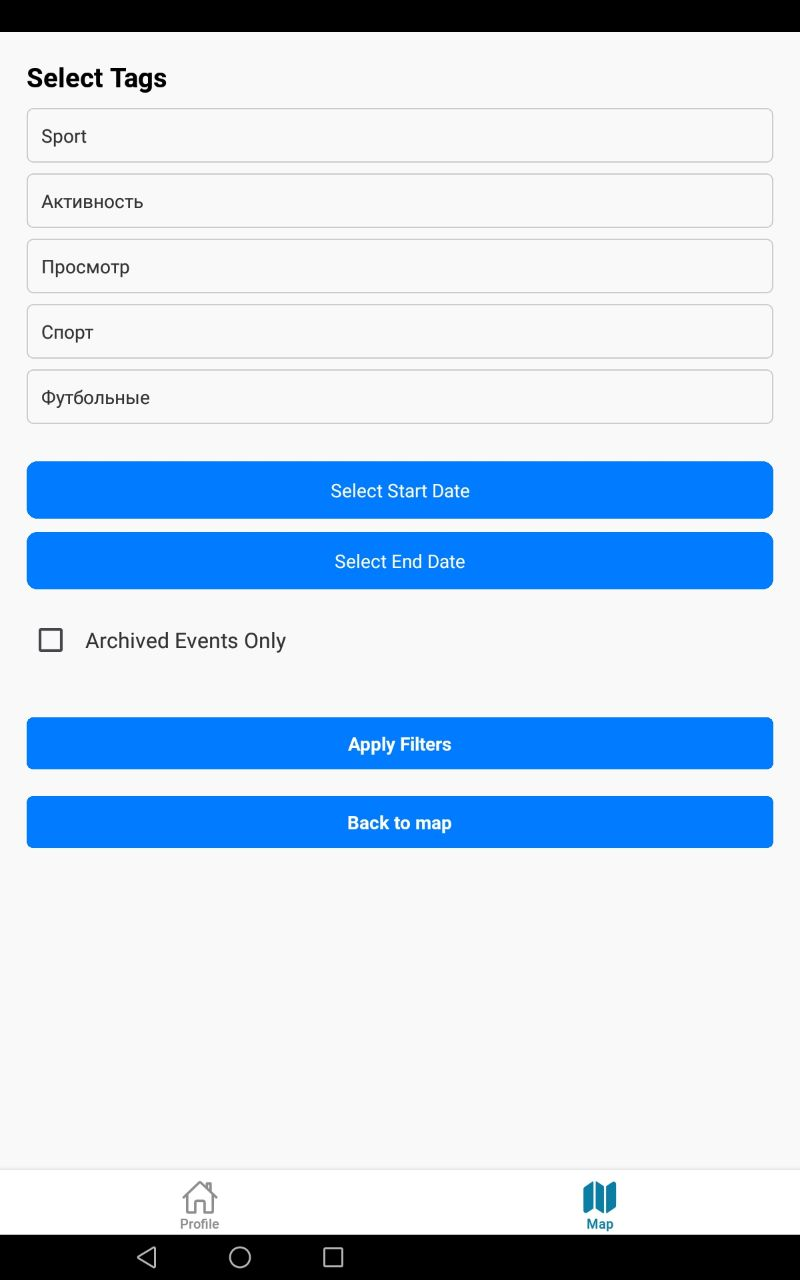 Select Tags
Sport
Активность
Просмотр
Спорт
Футбольные
Select Start Date
Select End Date
Archived Events Only
Apply Filters
Back to map
Profile
Map